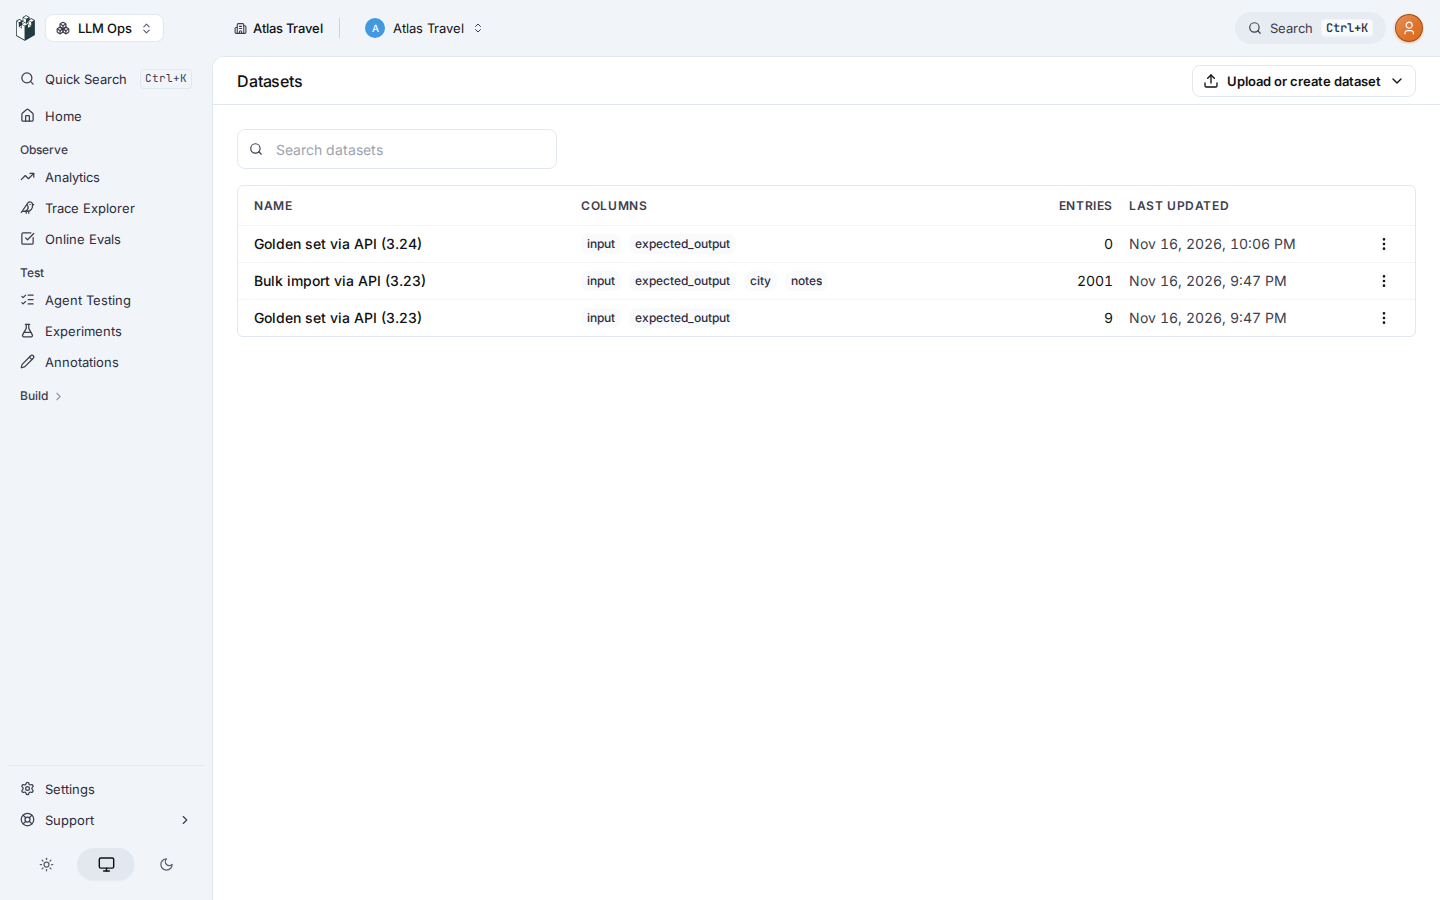 LLM Ops
Atlas Travel
A Atlas Travel
Search Ctrl+K
Quick Search Ctrl+K
Home
Observe
Analytics
Trace Explorer
Online Evals
Test
Agent Testing
Experiments
Annotations
Build
Settings
Support
Datasets
Upload or create dataset
Search datasets
NAME COLUMNS ENTRIES LAST UPDATED
Golden set via API (3.24) input expected_output 0 Nov 16, 2026, 10:06 PM
Bulk import via API (3.23) input expected_output city notes 2001 Nov 16, 2026, 9:47 PM
Golden set via API (3.23) input expected_output 9 Nov 16, 2026, 9:47 PM